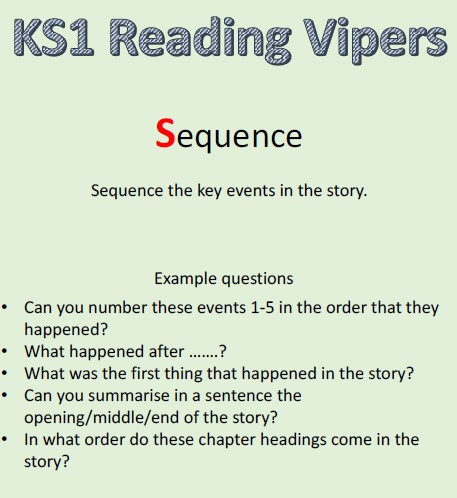 KS1 Reading Vipers
Sequence
Sequence the key events in the story.
Example questions
• Can you number these events 1-5 in the order that they
happened?
• What happened after .......?
• What was the first thing that happened in the story?
• Can you summarise in a sentence the
opening/middle/end of the story?
• In what order do these chapter headings come in the
story?